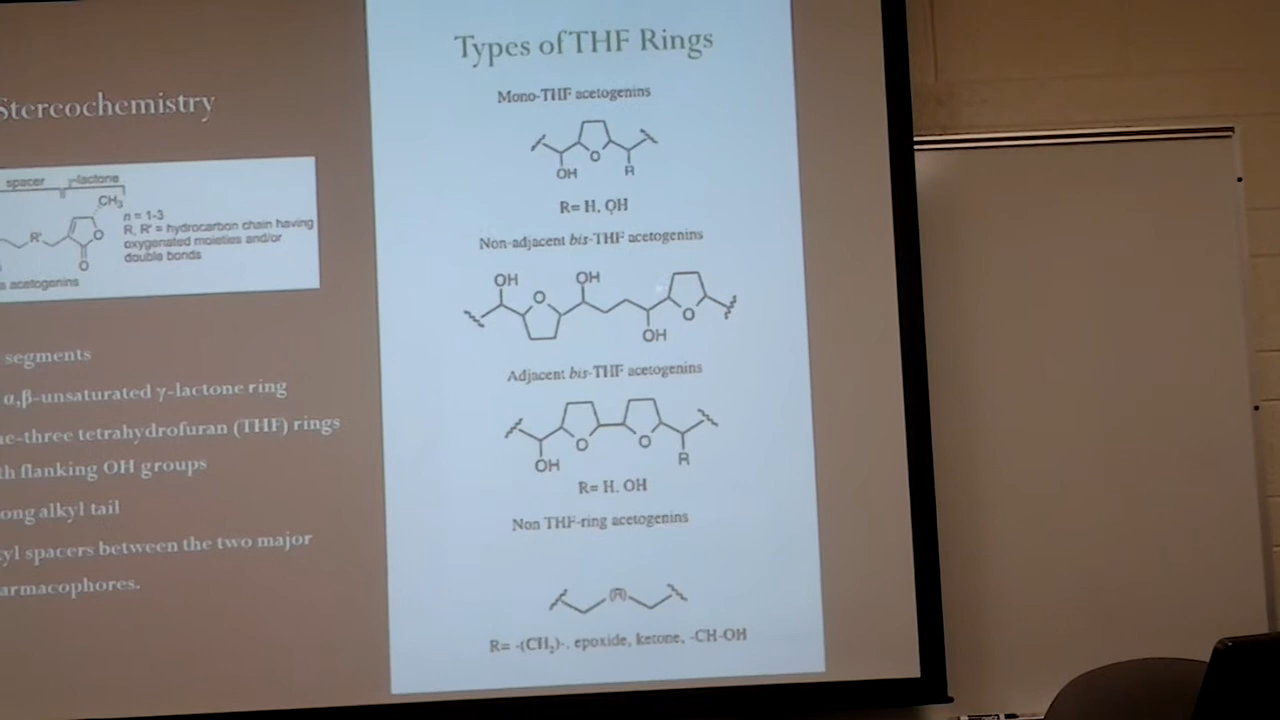 Stereochemistry
spacer
γ-lactone
CH3
n = 1-3
R, R' = hydrocarbon chain having
oxygenated moieties and/or
double bonds
R'
O
O
acetogenins
segments
α,β-unsaturated γ-lactone ring
tetrahydrofuran (THF) rings
flanking OH groups
alkyl tail
spacers between the two major
Types of THF Rings
Mono-THF acetogenins
O
OH
R
R= H, OH
Non-adjacent bis-THF acetogenins
OH
OH
O
O
OH
Adjacent bis-THF acetogenins
O
O
OH
R
R= H, OH
Non THF-ring acetogenins
(R)
R= -(CH2)-, epoxide, ketone, -CH-OH